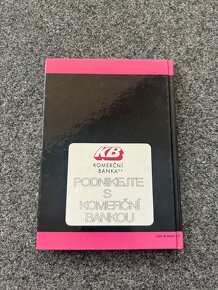 KB
KOMERČNÍ
BANKA a.s.
PODNIKEJTE
S
KOMERČNÍ
BANKOU